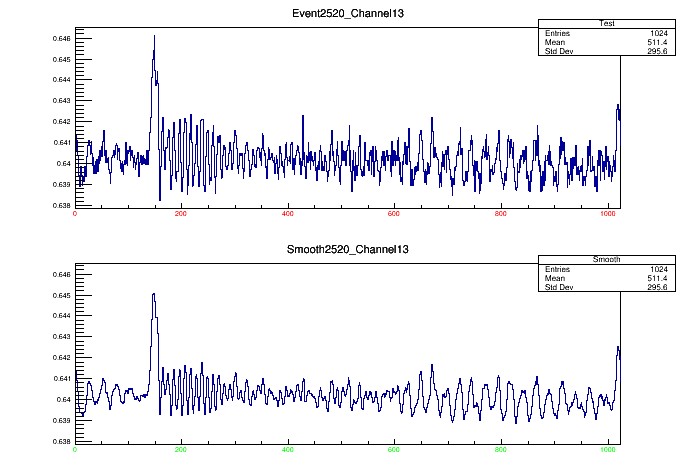 Event2520_Channel13
Test
Entries 1024
Mean 511.4
Std Dev 295.6
0.646
0.645
0.644
0.643
0.642
0.641
0.64
0.639
0.638
0 200 400 600 800 1000
Smooth2520_Channel13
Smooth
Entries 1024
Mean 511.4
Std Dev 295.6
0.646
0.645
0.644
0.643
0.642
0.641
0.64
0.639
0.638
0 200 400 600 800 1000